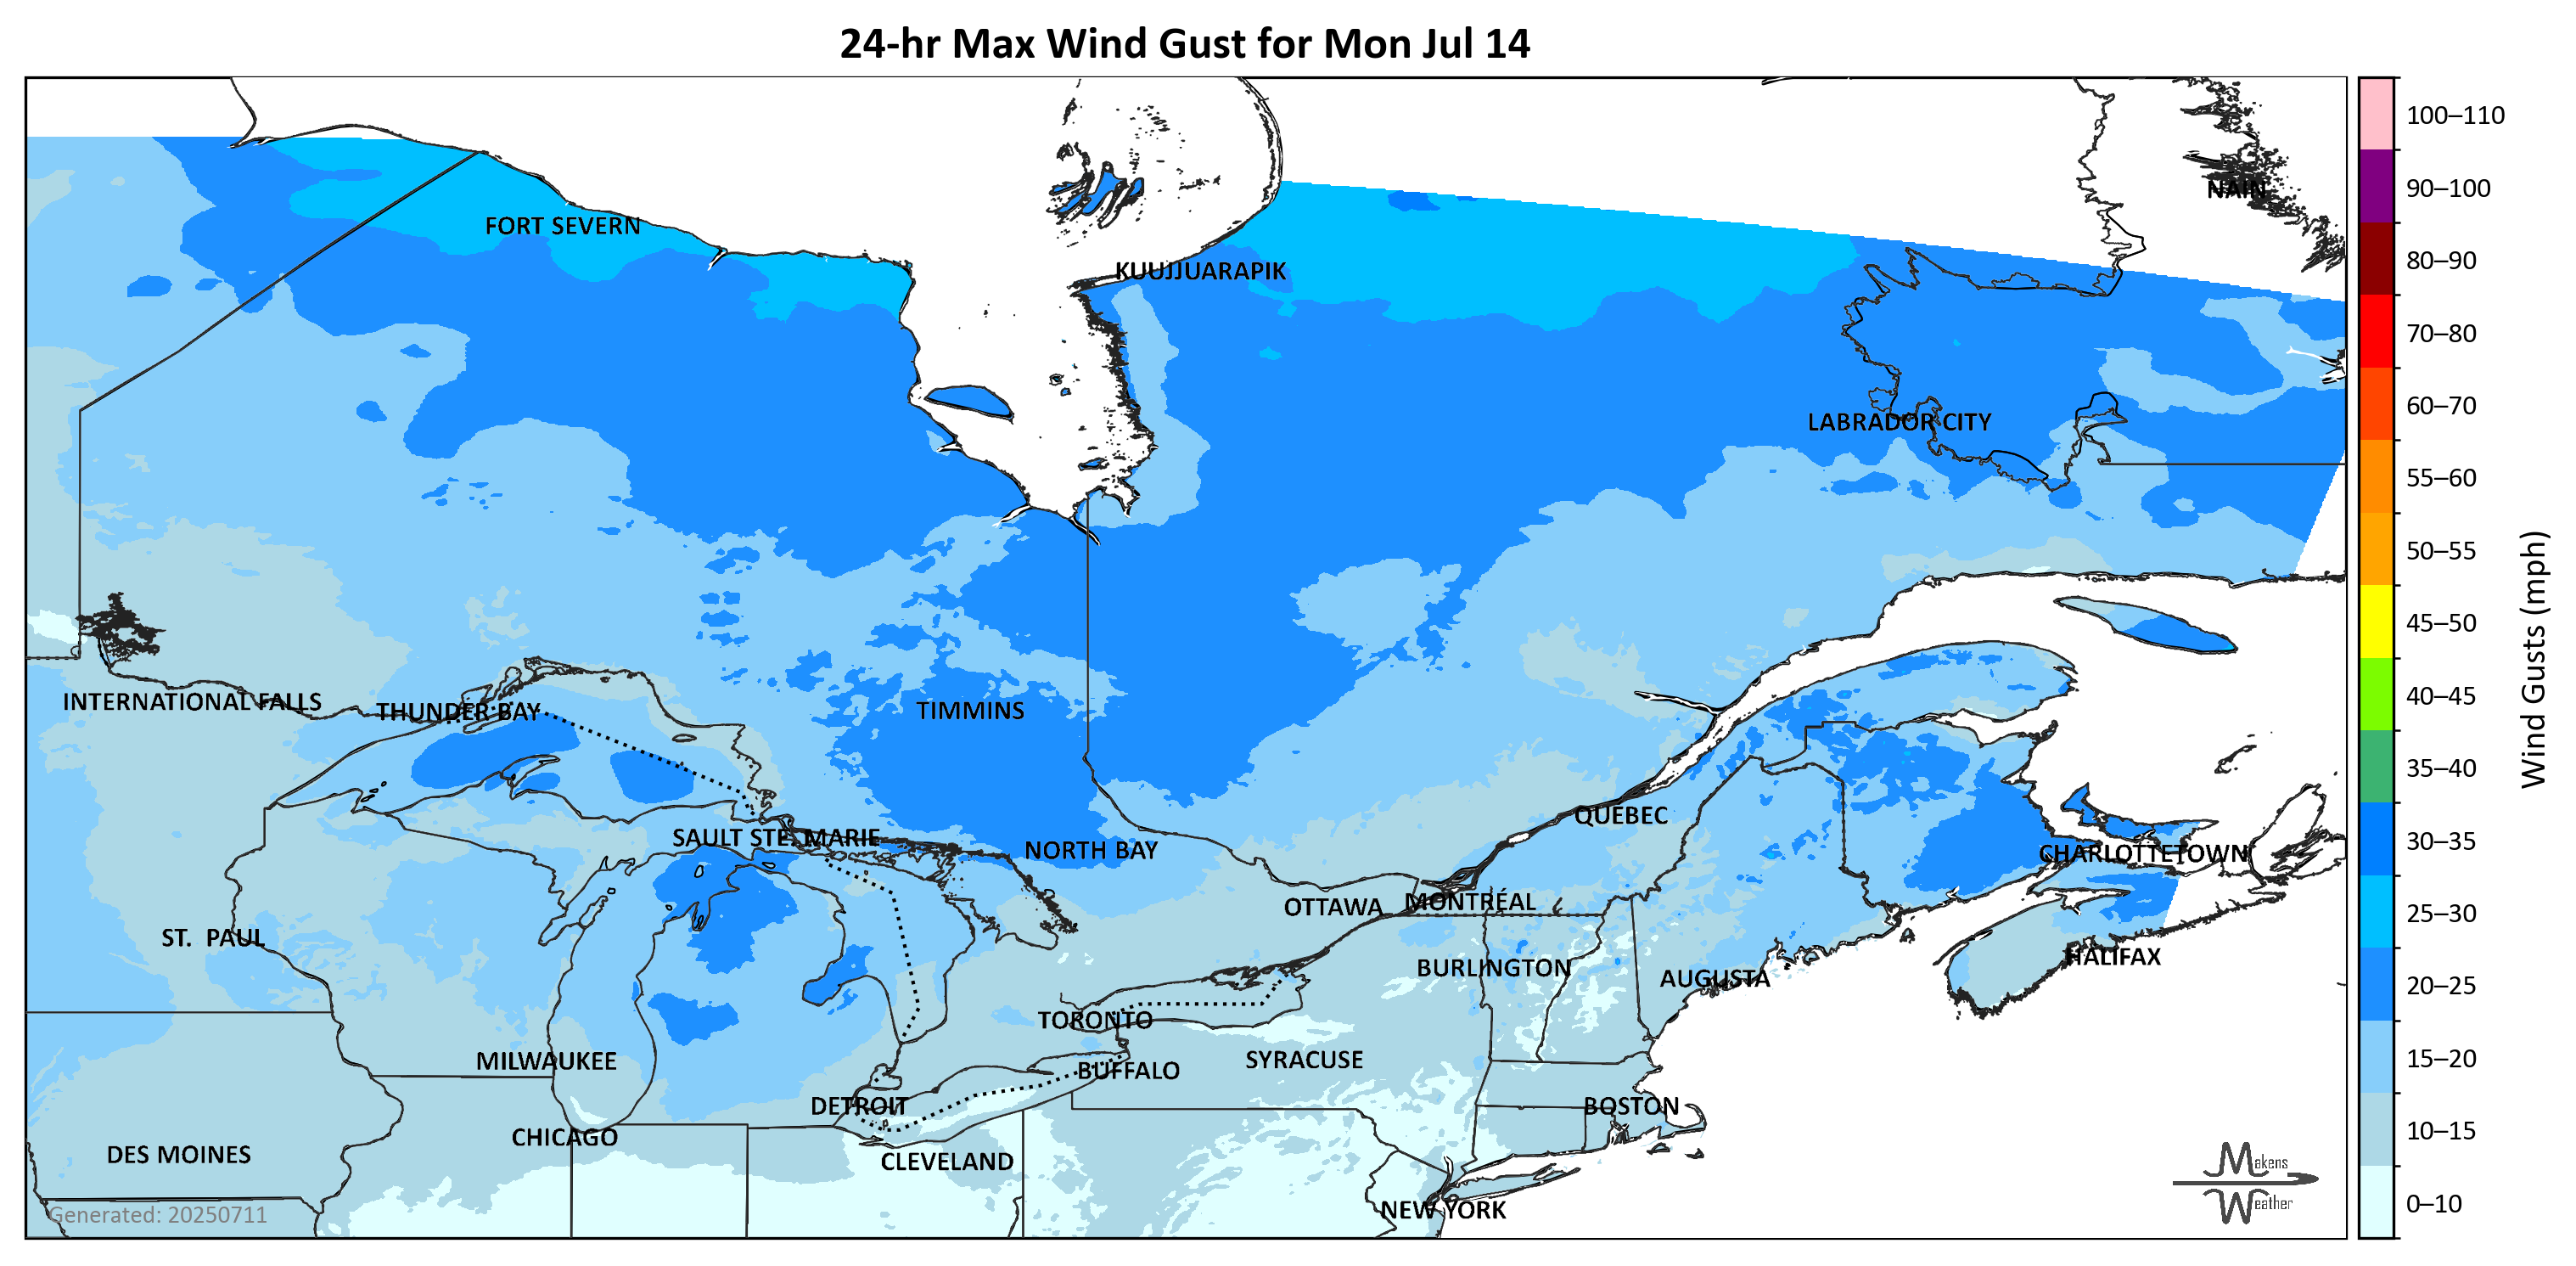 24-hr Max Wind Gust for Mon Jul 14
100–110
90–100
NAIN
FORT SEVERN
80–90
KUUJJUARAPIK
70–80
60–70
LABRADOR CITY
55–60
50–55
45–50
40–45
Wind Gusts (mph)
INTERNATIONAL FALLS
THUNDER BAY
TIMMINS
35–40
QUEBEC
SAULT STE. MARIE
30–35
NORTH BAY
CHARLOTTETOWN
MONTRÉAL
OTTAWA
25–30
ST. PAUL
HALIFAX
BURLINGTON
AUGUSTA
20–25
TORONTO
SYRACUSE
MILWAUKEE
15–20
BUFFALO
DETROIT
BOSTON
10–15
CHICAGO
DES MOINES
CLEVELAND
Makens
Weather
0–10
NEW YORK
Generated: 20250711